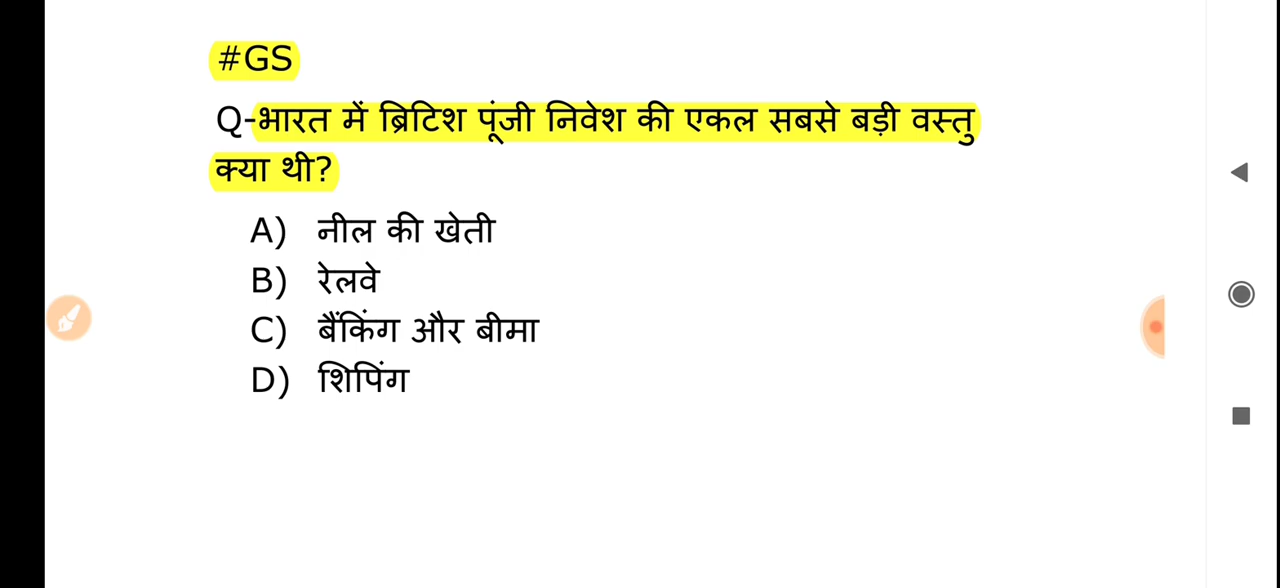 #GS
Q-भारत में ब्रिटिश पूंजी निवेश की एकल सबसे बड़ी वस्तु
क्या थी?
A) नील की खेती
B) रेलवे
C) बैंकिंग और बीमा
D) शिपिंग